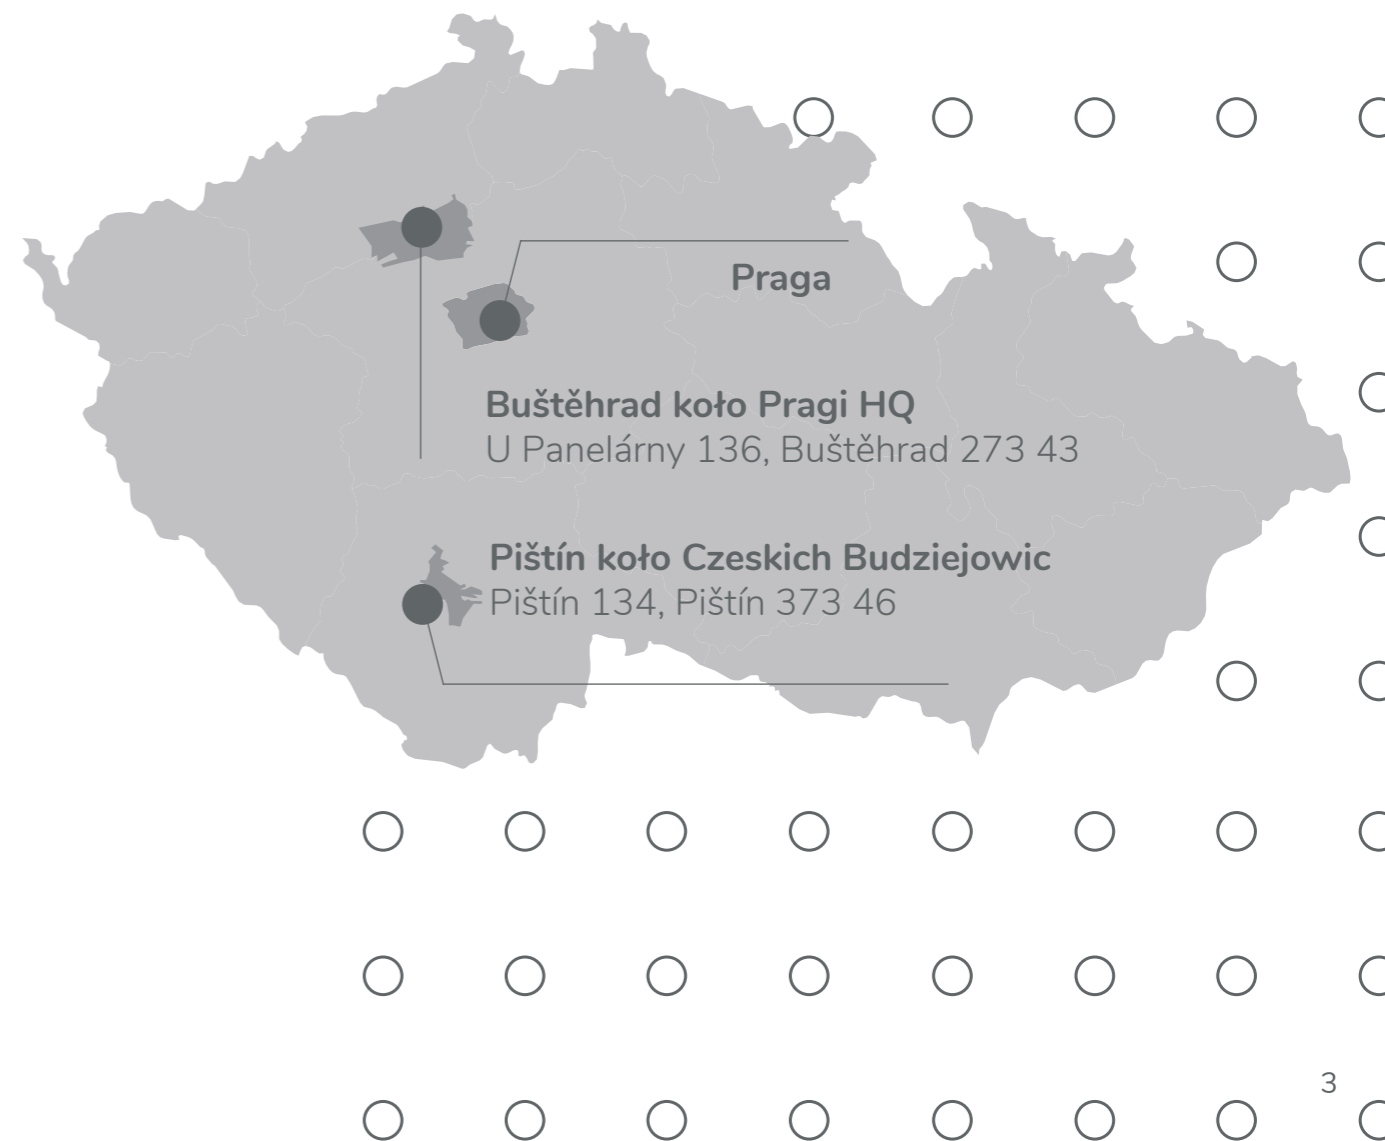 Praga
Buštěhrad koło Pragi HQ
U Panelárny 136, Buštěhrad 273 43
Pištín koło Czeskich Budziejowic
Pištín 134, Pištín 373 46
3